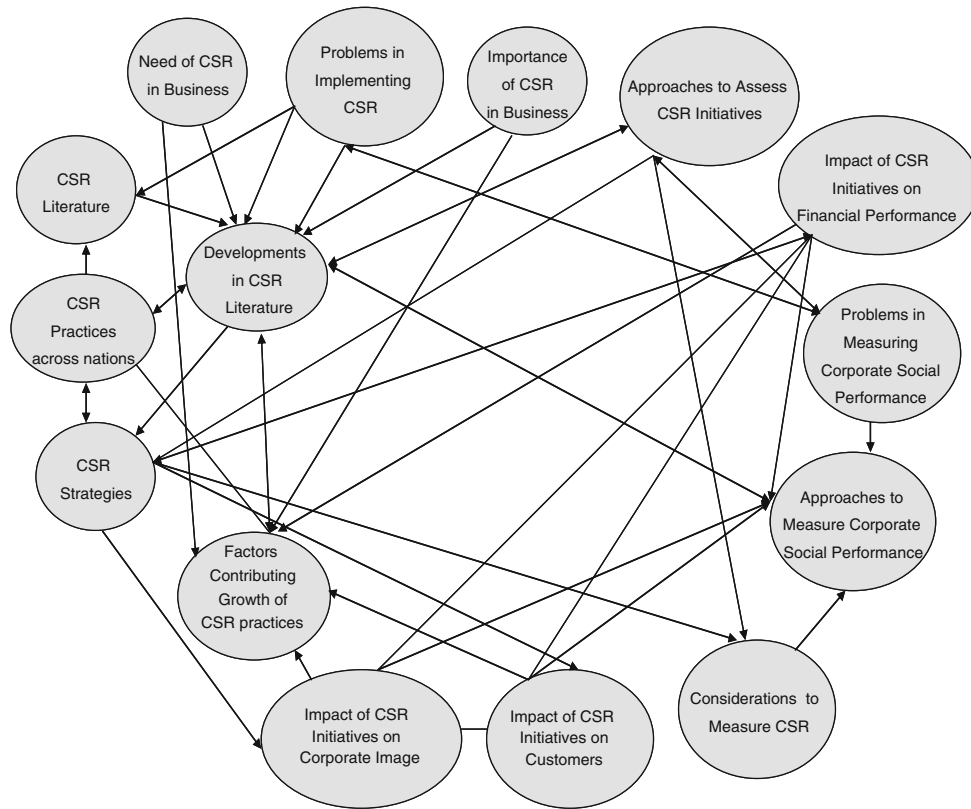 Need of CSR
in Business
Problems in
Implementing
CSR
Importance
of CSR
in Business
Approaches to Assess
CSR Initiatives
Impact of CSR
Initiatives on
Financial Performance
CSR
Literature
Developments
in CSR
Literature
CSR
Practices
across nations
Problems in
Measuring
Corporate Social
Performance
CSR
Strategies
Approaches to
Measure Corporate
Social Performance
Factors
Contributing
Growth of
CSR practices
Impact of CSR
Initiatives on
Corporate Image
Impact of CSR
Initiatives on
Customers
Considerations to
Measure CSR